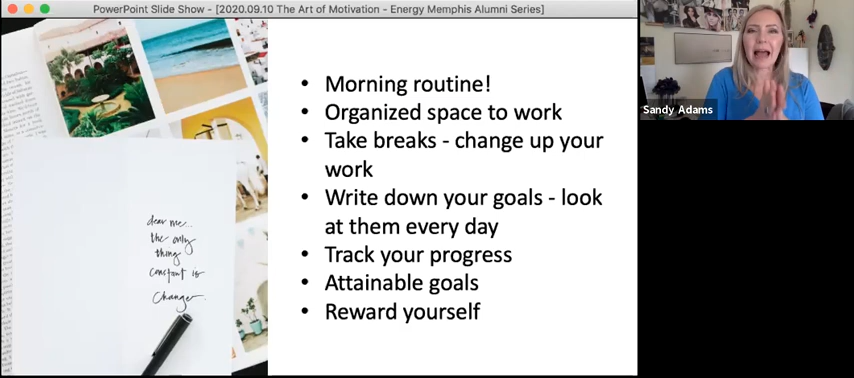 PowerPoint Slide Show - [2020.09.10 The Art of Motivation - Energy Memphis Alumni Series]
• Morning routine!
• Organized space to work
• Take breaks - change up your
work
• Write down your goals - look
at them every day
• Track your progress
• Attainable goals
• Reward yourself
dear me...
the only
thing
constant is
Change
Sandy Adams